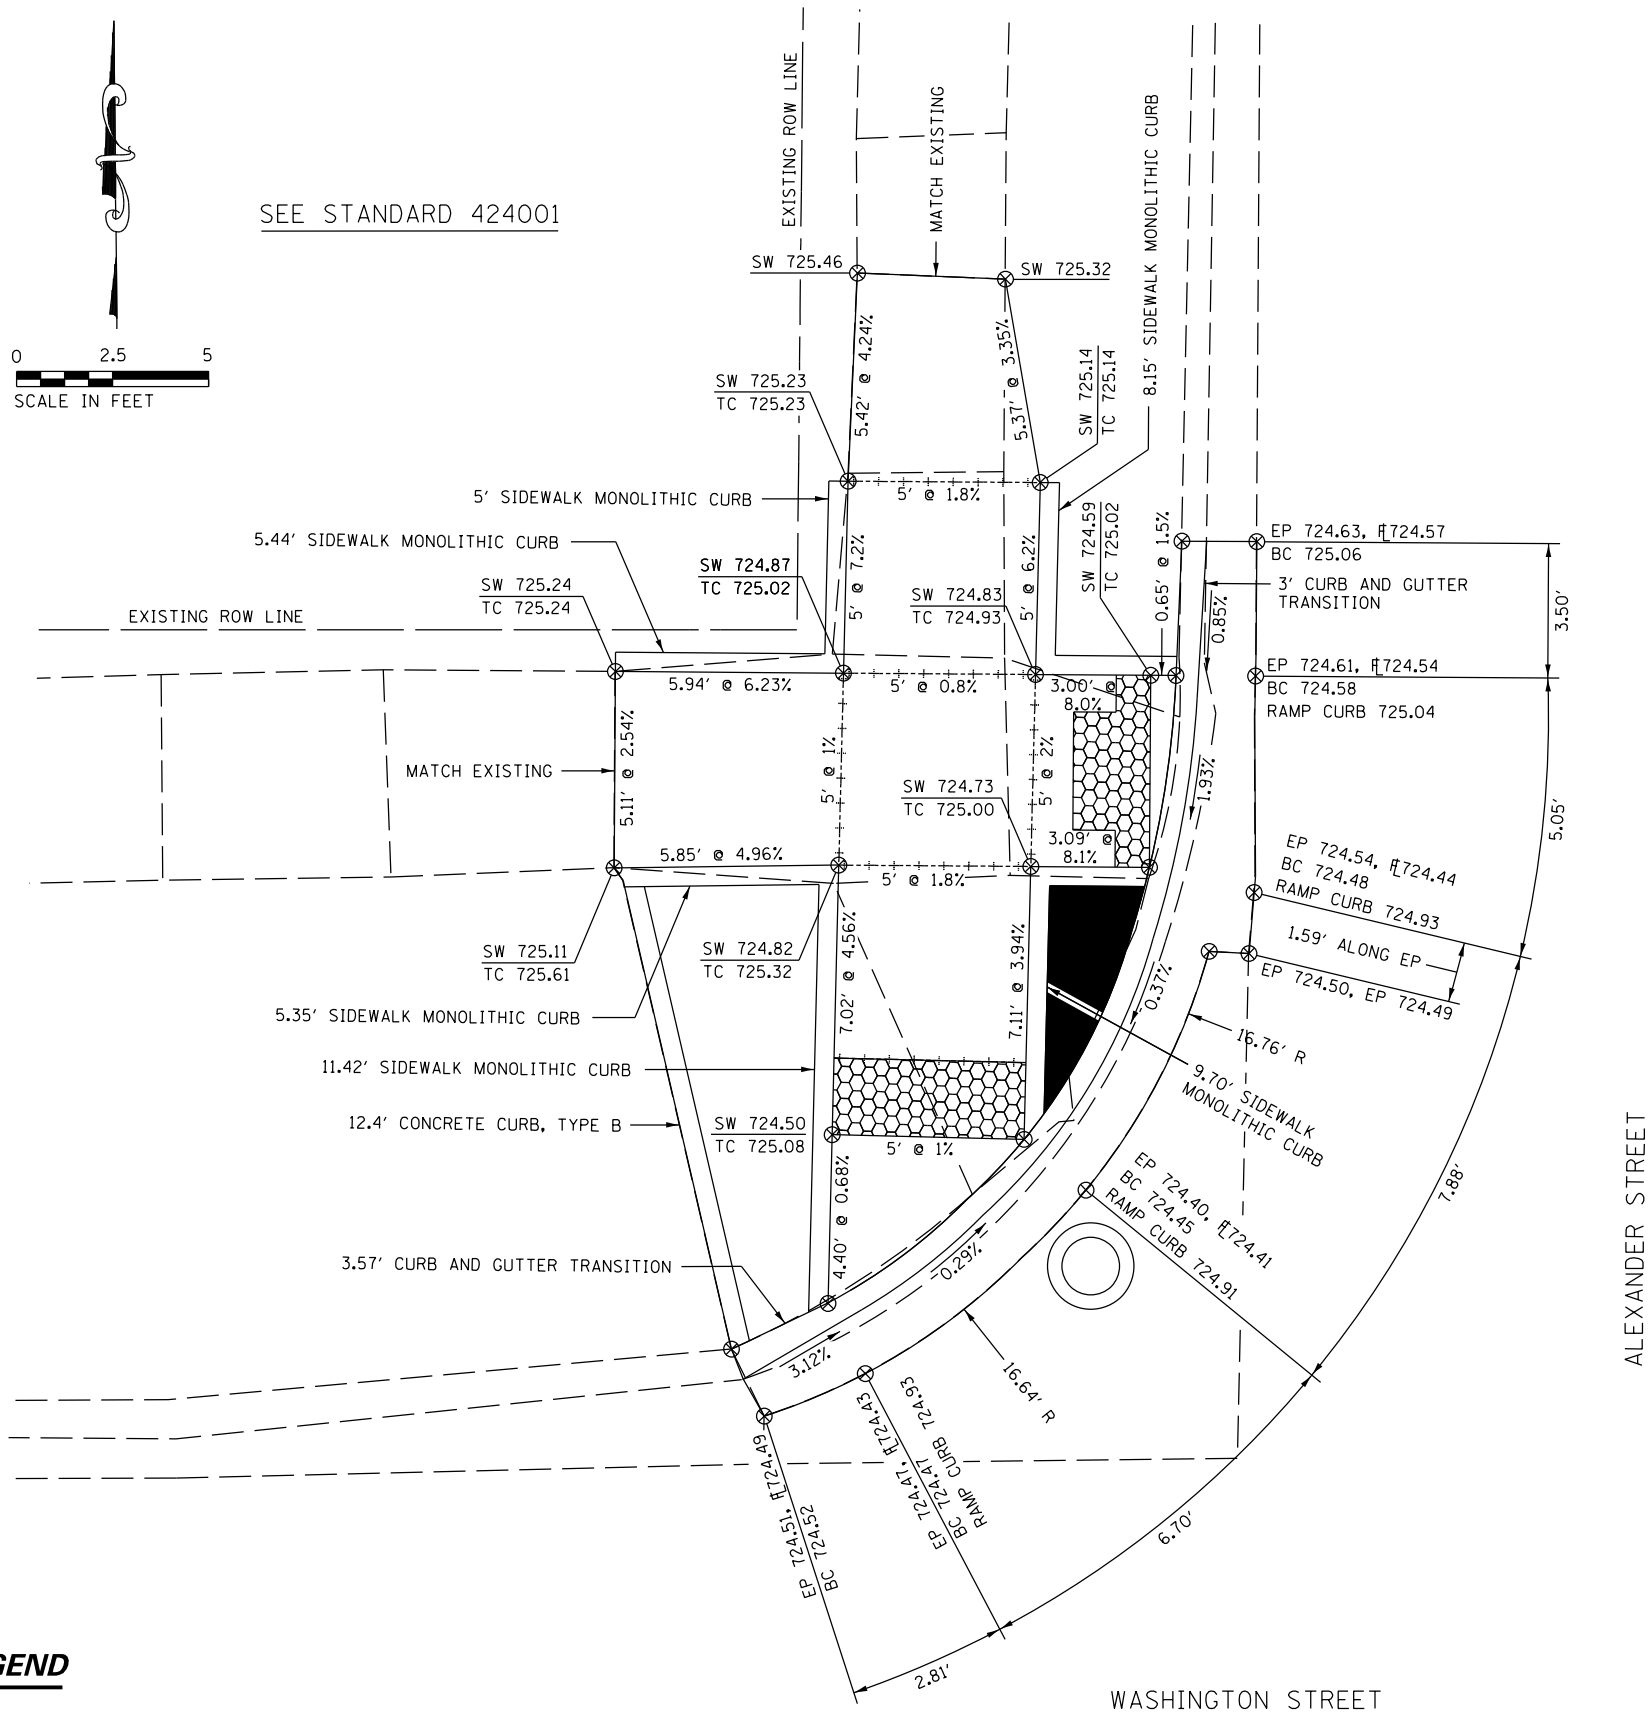 EXISTING ROW LINE
MATCH EXISTING
8.15' SIDEWALK MONOLITHIC CURB
SEE STANDARD 424001
SW 725.46
SW 725.32
0 2.5 5
SCALE IN FEET
5.42' @ 4.24%
5.37' @ 3.35%
SW 725.23
TC 725.23
SW 725.14
TC 725.14
5' SIDEWALK MONOLITHIC CURB
5' @ 1.8%
5.44' SIDEWALK MONOLITHIC CURB
SW 724.59
TC 725.02
0.65' @ 1.5%
EP 724.63, FL 724.57
BC 725.06
3' CURB AND GUTTER
TRANSITION
3.50'
0.85%
SW 724.87
TC 725.02
5' @ 7.2%
5' @ 6.2%
SW 725.24
TC 725.24
SW 724.83
TC 724.93
EXISTING ROW LINE
5.94' @ 6.23%
5' @ 0.8%
3.00' @
8.0%
EP 724.61, FL 724.54
BC 724.58
RAMP CURB 725.04
5.11' @ 2.54%
MATCH EXISTING
5' @ 1%
5' @ 2%
SW 724.73
TC 725.00
1.93%
5.05'
5.85' @ 4.96%
3.09' @
8.1%
5' @ 1.8%
EP 724.54, FL 724.44
BC 724.48
RAMP CURB 724.93
1.59' ALONG EP
EP 724.50, EP 724.49
SW 725.11
TC 725.61
SW 724.82
TC 725.32
7.02' @ 4.56%
7.11' @ 3.94%
0.37%
5.35' SIDEWALK MONOLITHIC CURB
16.76' R
11.42' SIDEWALK MONOLITHIC CURB
9.70' SIDEWALK
MONOLITHIC CURB
12.4' CONCRETE CURB, TYPE B
SW 724.50
TC 725.08
5' @ 1%
EP 724.40, FL 724.41
BC 724.45
RAMP CURB 724.91
7.88'
ALEXANDER STREET
4.40' @ 0.68%
3.57' CURB AND GUTTER TRANSITION
0.29%
3.12%
16.64' R
EP 724.51, FL 724.49
BC 724.52
EP 724.47, FL 724.43
BC 724.47
RAMP CURB 724.93
6.70'
2.81'
GEND
WASHINGTON STREET